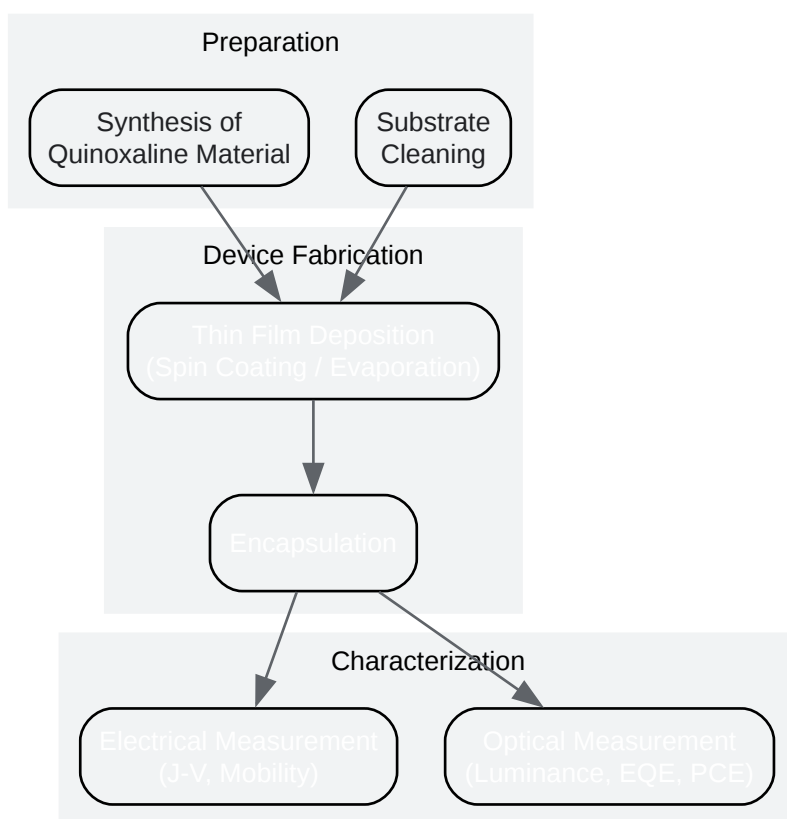 Preparation
Synthesis of
Quinoxaline Material
Substrate
Cleaning
Device Fabrication
Thin Film Deposition
(Spin Coating / Evaporation)
Encapsulation
Characterization
Electrical Measurement
(J-V, Mobility)
Optical Measurement
(Luminance, EQE, PCE)